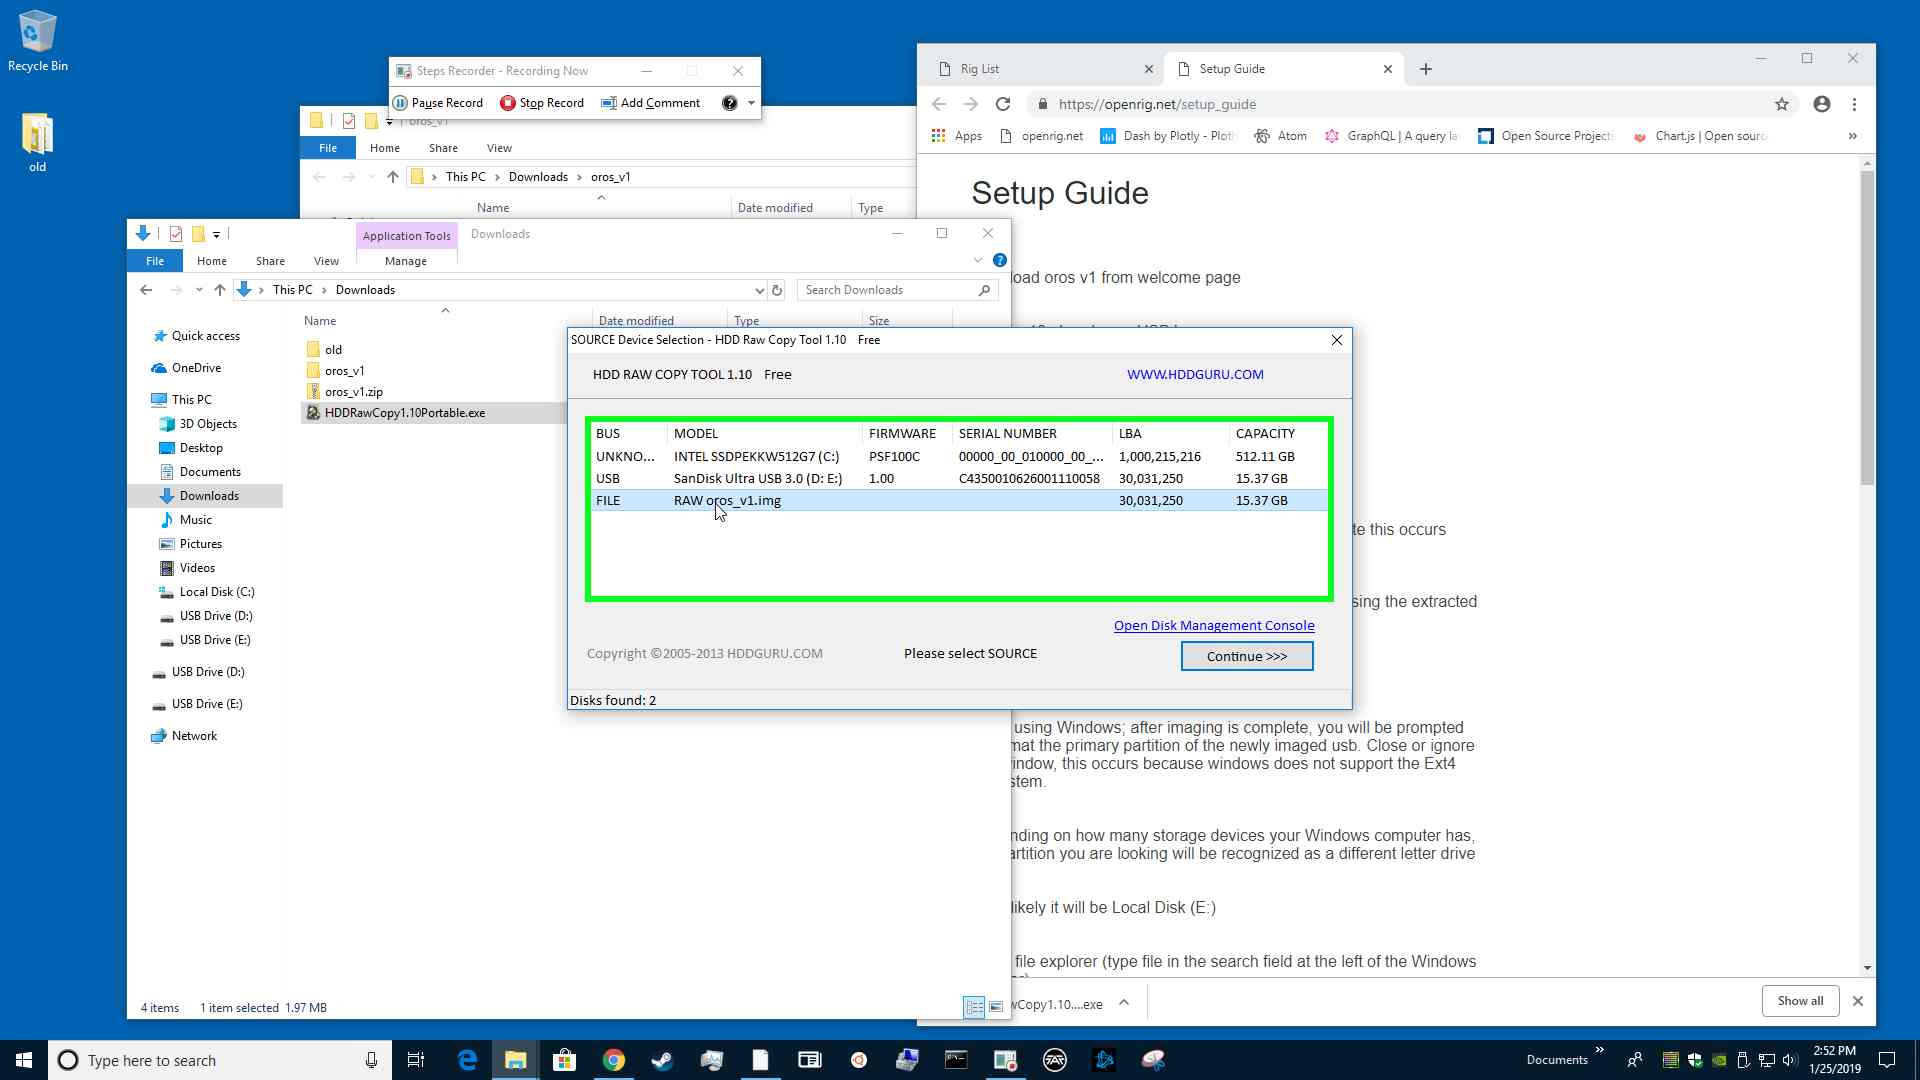 Recycle Bin
old
Steps Recorder - Recording Now
Pause Record
Stop Record
Add Comment
oros_v1
File
Home
Share
View
This PC
Downloads
oros_v1
Name
Date modified
Type
Application Tools
Downloads
File
Home
Share
View
Manage
This PC
Downloads
Search Downloads
Name
Date modified
Type
Size
Quick access
OneDrive
This PC
3D Objects
Desktop
Documents
Downloads
Music
Pictures
Videos
Local Disk (C:)
USB Drive (D:)
USB Drive (E:)
USB Drive (D:)
USB Drive (E:)
Network
old
oros_v1
oros_v1.zip
HDDRawCopy1.10Portable.exe
4 items
1 item selected 1.97 MB
SOURCE Device Selection - HDD Raw Copy Tool 1.10 Free
HDD RAW COPY TOOL 1.10 Free
WWW.HDDGURU.COM
BUS MODEL FIRMWARE SERIAL NUMBER LBA CAPACITY
UNKNO... INTEL SSDPEKKW512G7 (C:) PSF100C 00000_00_010000_00_... 1,000,215,216 512.11 GB
USB SanDisk Ultra USB 3.0 (D: E:) 1.00 C4350010626001110058 30,031,250 15.37 GB
FILE RAW oros_v1.img 30,031,250 15.37 GB
Open Disk Management Console
Copyright ©2005-2013 HDDGURU.COM
Please select SOURCE
Continue >>>
Disks found: 2
Rig List
Setup Guide
https://openrig.net/setup_guide
Apps
openrig.net
Dash by Plotly - Plotl
Atom
GraphQL | A query la
Open Source Projects
Chart.js | Open sourc
Setup Guide
load oros v1 from welcome page
te this occurs
sing the extracted
using Windows; after imaging is complete, you will be prompted
mat the primary partition of the newly imaged usb. Close or ignore
indow, this occurs because windows does not support the Ext4
stem.
nding on how many storage devices your Windows computer has,
artition you are looking will be recognized as a different letter drive
likely it will be Local Disk (E:)
file explorer (type file in the search field at the left of the Windows
wCopy1.10....exe
Show all
Type here to search
Documents
2:52 PM
1/25/2019